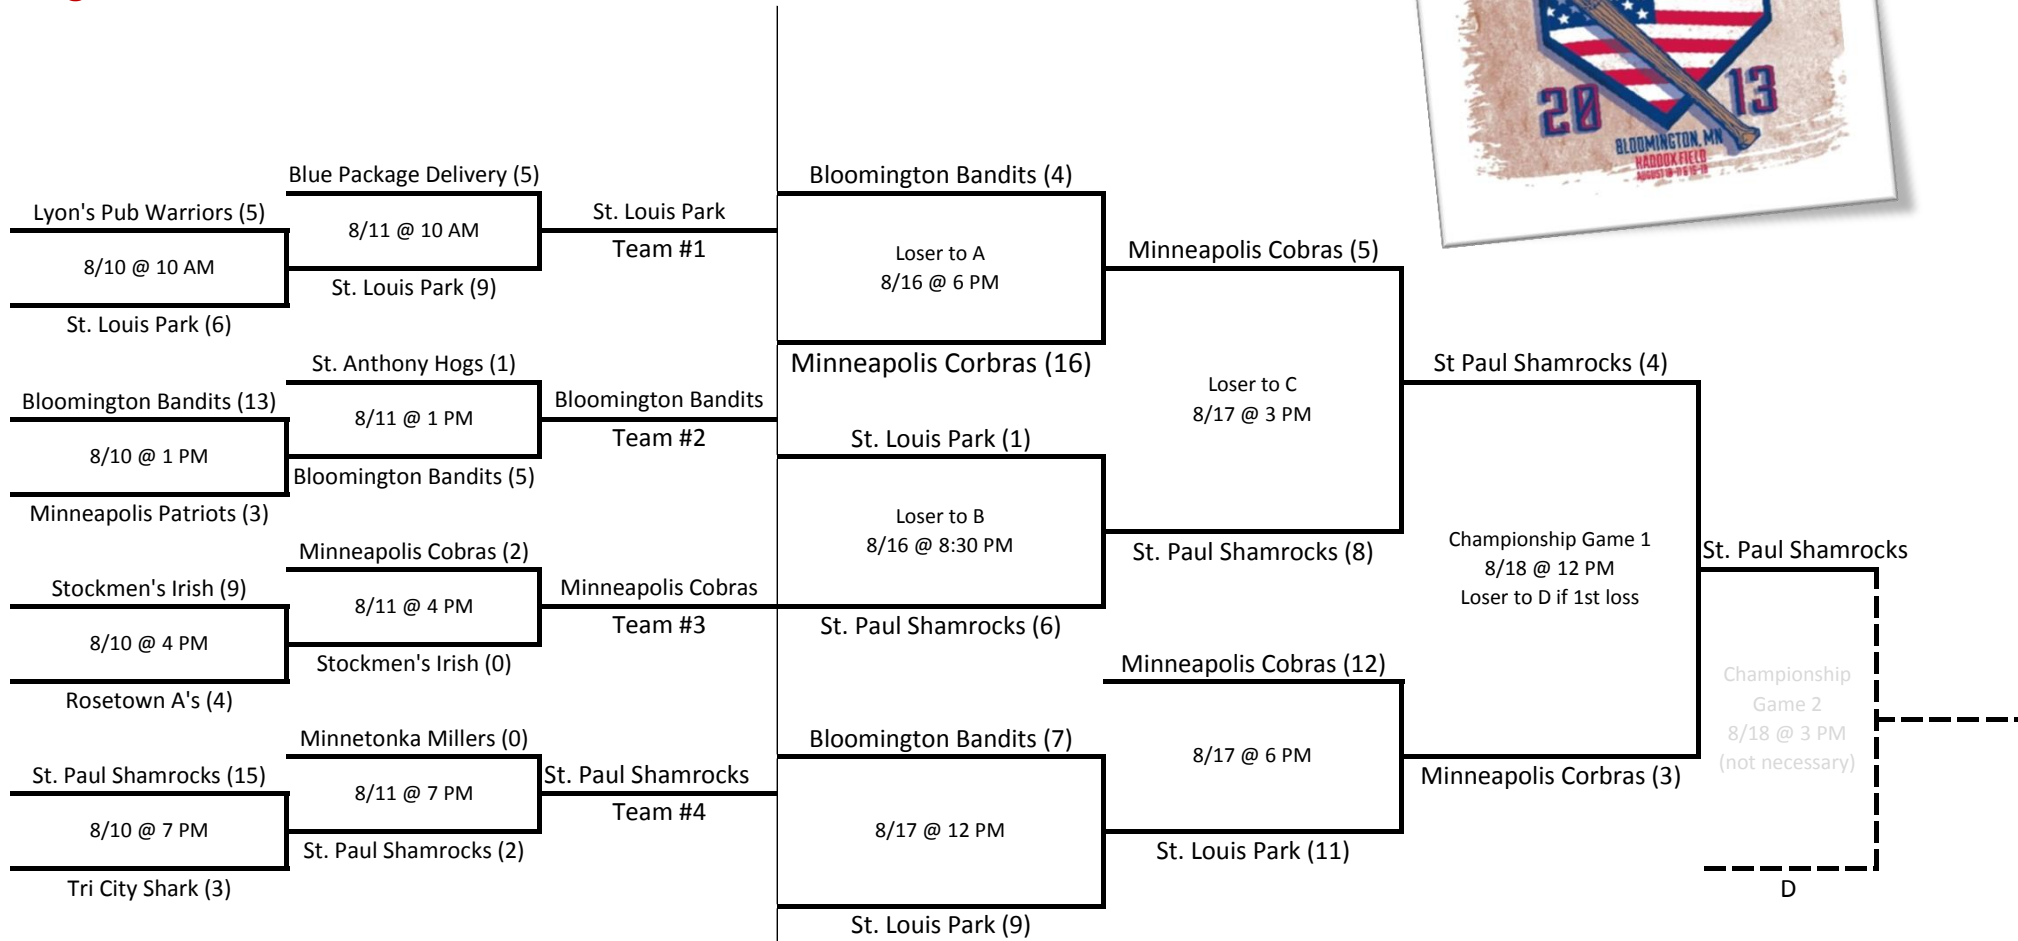 20 13
BLOOMINGTON, MN
HADDOX FIELD
Lyon's Pub Warriors (5)
8/10 @ 10 AM
St. Louis Park (6)
Bloomington Bandits (13)
8/10 @ 1 PM
Minneapolis Patriots (3)
Stockmen's Irish (9)
8/10 @ 4 PM
Rosetown A's (4)
St. Paul Shamrocks (15)
8/10 @ 7 PM
Tri City Shark (3)
Blue Package Delivery (5)
8/11 @ 10 AM
St. Louis Park (9)
St. Anthony Hogs (1)
8/11 @ 1 PM
Bloomington Bandits (5)
Minneapolis Cobras (2)
8/11 @ 4 PM
Stockmen's Irish (0)
Minnetonka Millers (0)
8/11 @ 7 PM
St. Paul Shamrocks (2)
St. Louis Park
Team #1
Bloomington Bandits
Team #2
Minneapolis Cobras
Team #3
St. Paul Shamrocks
Team #4
Bloomington Bandits (4)
Loser to A
8/16 @ 6 PM
Minneapolis Corbras (16)
St. Louis Park (1)
Loser to B
8/16 @ 8:30 PM
St. Paul Shamrocks (6)
Bloomington Bandits (7)
8/17 @ 12 PM
St. Louis Park (9)
Minneapolis Cobras (5)
Loser to C
8/17 @ 3 PM
St. Paul Shamrocks (8)
Minneapolis Cobras (12)
8/17 @ 6 PM
St. Louis Park (11)
St Paul Shamrocks (4)
Championship Game 1
8/18 @ 12 PM
Loser to D if 1st loss
Minneapolis Corbras (3)
St. Paul Shamrocks
Championship
Game 2
8/18 @ 3 PM
(not necessary)
D